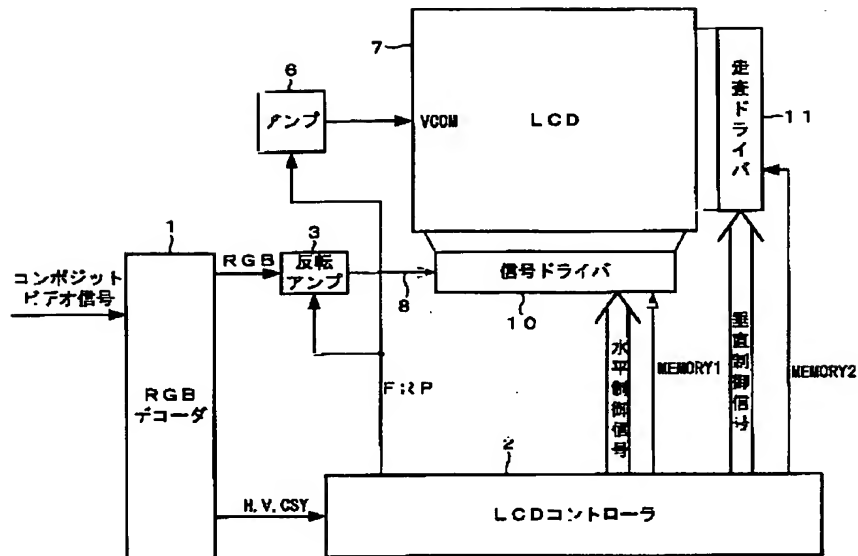 7
6
アンプ
VCOM
LCD
走査ドライバ
11
1
RGB
3
反転
アンプ
8
信号ドライバ
10
コンポジット
ビデオ信号
RGB
デコーダ
FRP
水平制御信号
MEMORY1
垂直制御信号
MEMORY2
2
H.V.CSY
LCDコントローラ